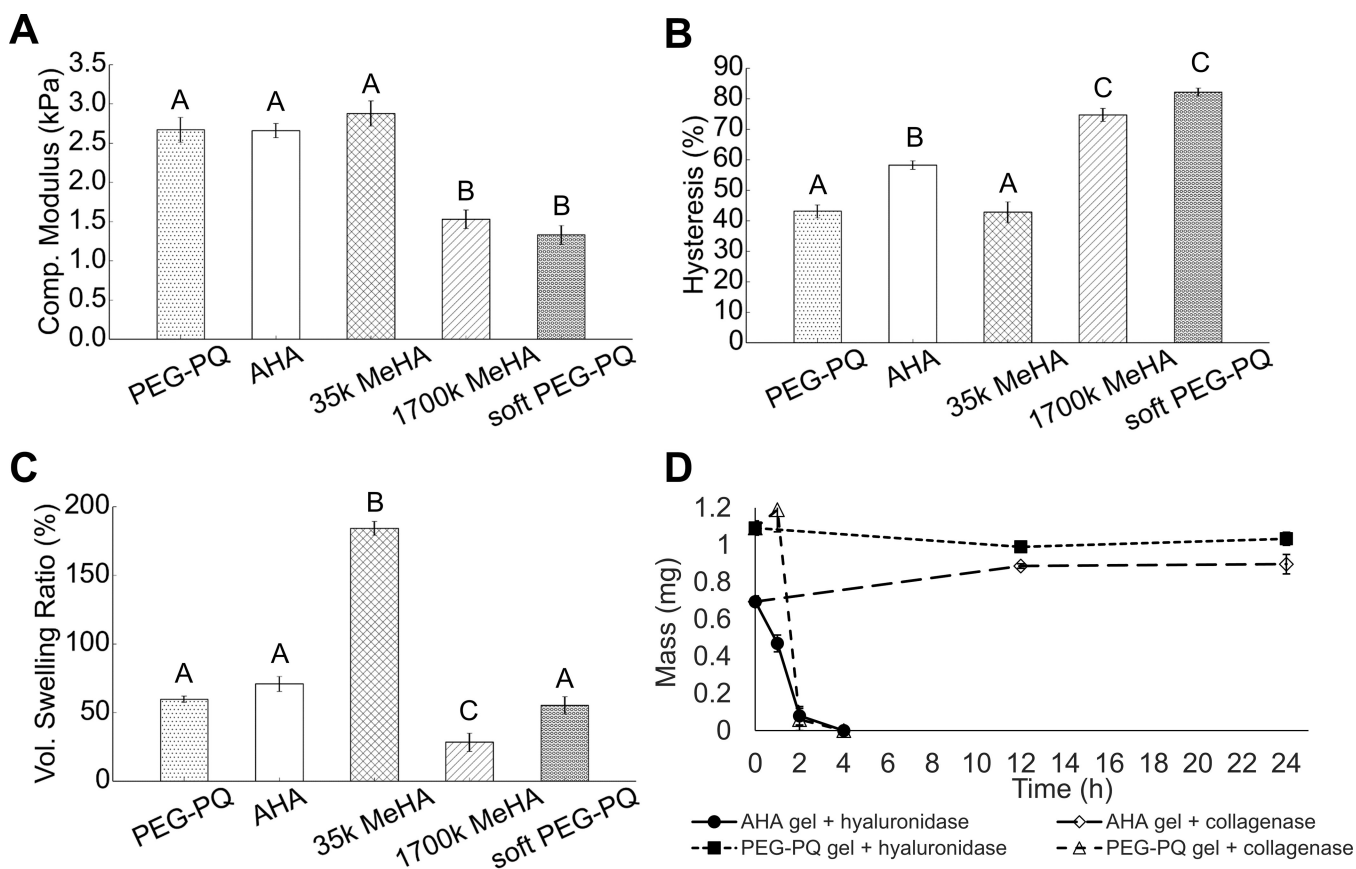 A
Comp. Modulus (kPa)
3.5
3.0
2.5
2.0
1.5
1.0
0.5
0.0
A
A
A
B
B
PEG-PQ
AHA
35k MeHA
1700k MeHA
soft PEG-PQ
B
Hysteresis (%)
90
80
70
60
50
40
30
20
10
0
A
B
A
C
C
PEG-PQ
AHA
35k MeHA
1700k MeHA
soft PEG-PQ
C
Vol. Swelling Ratio (%)
200
150
100
50
0
A
A
B
C
A
PEG-PQ
AHA
35k MeHA
1700k MeHA
soft PEG-PQ
D
Mass (mg)
1.2
1
0.8
0.6
0.4
0.2
0
0 2 4 6 8 10 12 14 16 18 20 22 24
Time (h)
AHA gel + hyaluronidase
AHA gel + collagenase
PEG-PQ gel + hyaluronidase
PEG-PQ gel + collagenase